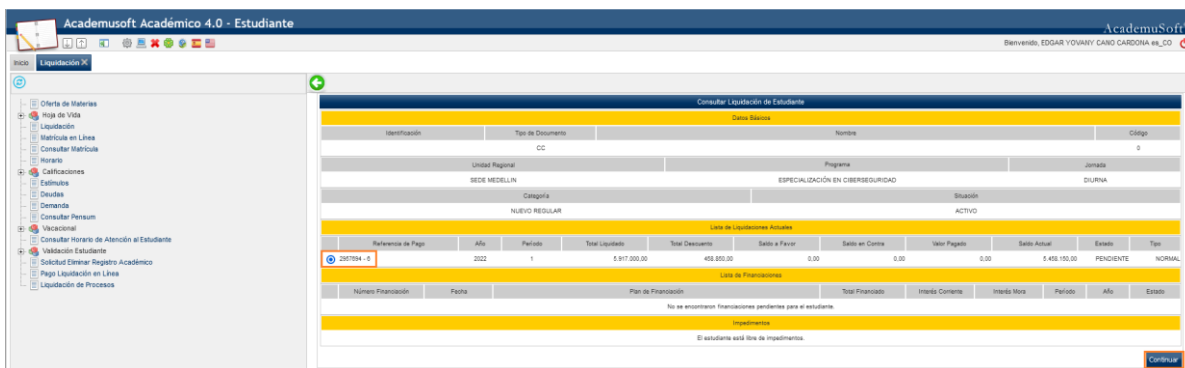 Academusoft Académico 4.0 - Estudiante
AcademuSoft
Bienvenido, EDGAR YOVANY CANO CARDONA es_CO
Inicio
Liquidación X
Oferta de Materias
Hoja de Vida
Liquidación
Matrícula en Línea
Consultar Matrícula
Horario
Calificaciones
Estímulos
Deudas
Demanda
Consultar Pensum
Vacacional
Consultar Horario de Atención al Estudiante
Validación Estudiante
Solicitud Eliminar Registro Académico
Pago Liquidación en Línea
Liquidación de Procesos
Consultar Liquidación de Estudiante
Datos Básicos
Identificación Tipo de Documento Nombre Código
CC 0
Unidad Regional Programa Jornada
SEDE MEDELLIN ESPECIALIZACIÓN EN CIBERSEGURIDAD DIURNA
Categoría Situación
NUEVO REGULAR ACTIVO
Lista de Liquidaciones Actuales
Referencia de Pago Año Período Total Liquidado Total Descuento Saldo a Favor Saldo en Contra Valor Pagado Saldo Actual Estado Tipo
2957694 - 6 2022 1 5.917.000,00 458.850,00 0,00 0,00 0,00 5.458.150,00 PENDIENTE NORMAL
Lista de Financiaciones
Número Financiación Fecha Plan de Financiación Total Financiado Interés Corriente Interés Mora Período Año Estado
No se encontraron financiaciones pendientes para el estudiante.
Impedimentos
El estudiante está libre de impedimentos.
Continuar